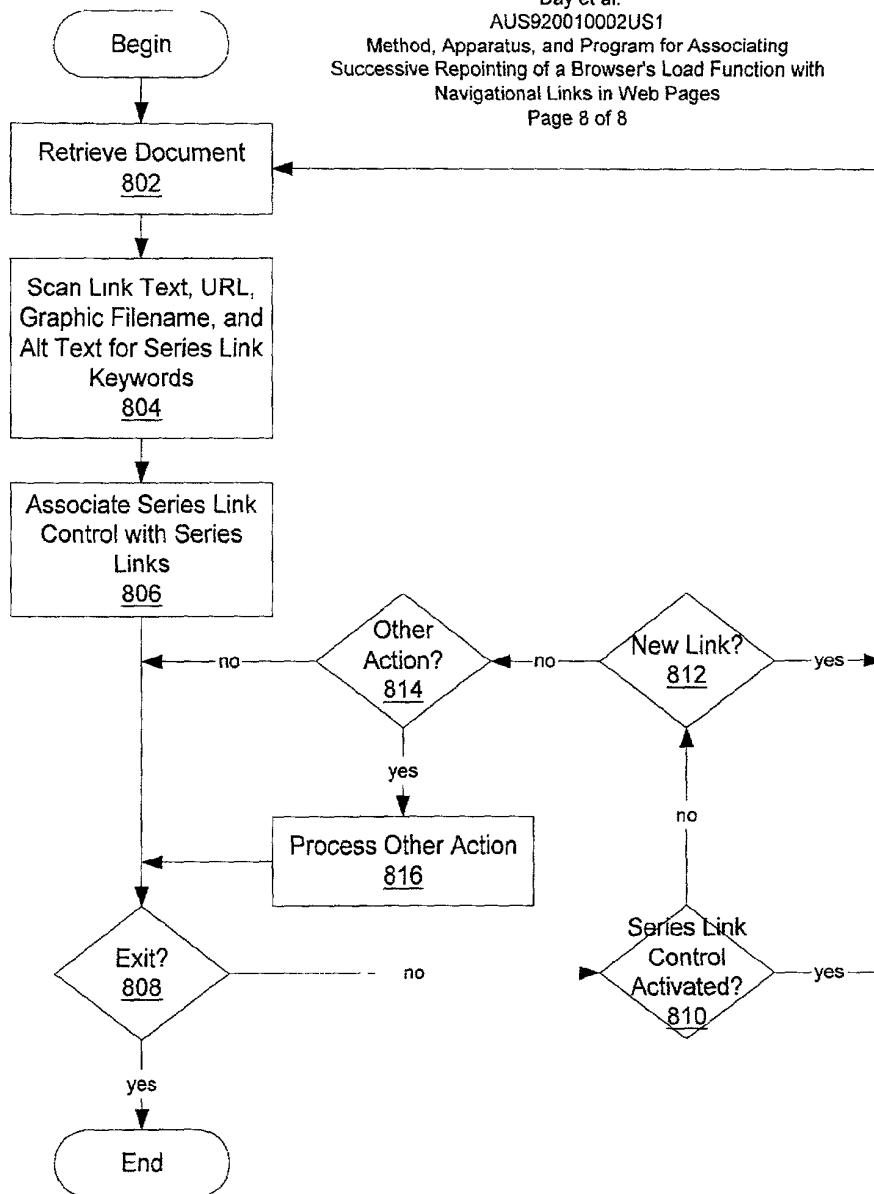 Day et al.
AUS920010002US1
Method, Apparatus, and Program for Associating
Successive Repointing of a Browser's Load Function with
Navigational Links in Web Pages
Page 8 of 8
Begin
Retrieve Document
802
Scan Link Text, URL,
Graphic Filename, and
Alt Text for Series Link
Keywords
804
Associate Series Link
Control with Series
Links
806
Other
Action?
814
no
yes
New Link?
812
no
yes
Process Other Action
816
no
Exit?
808
no
yes
Series Link
Control
Activated?
810
yes
End